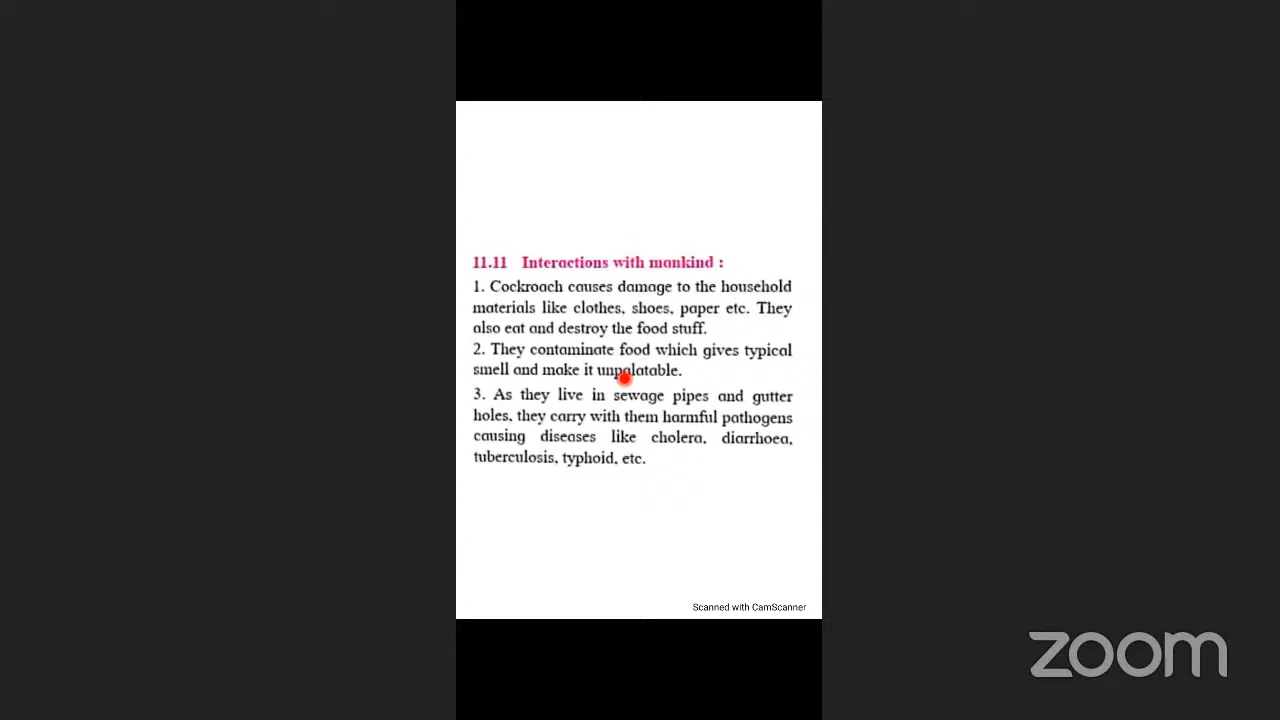 11.11 Interactions with mankind :
1. Cockroach causes damage to the household
materials like clothes, shoes, paper etc. They
also eat and destroy the food stuff.
2. They contaminate food which gives typical
smell and make it unpalatable.
3. As they live in sewage pipes and gutter
holes, they carry with them harmful pathogens
causing diseases like cholera, diarrhoea,
tuberculosis, typhoid, etc.
Scanned with CamScanner
zoom